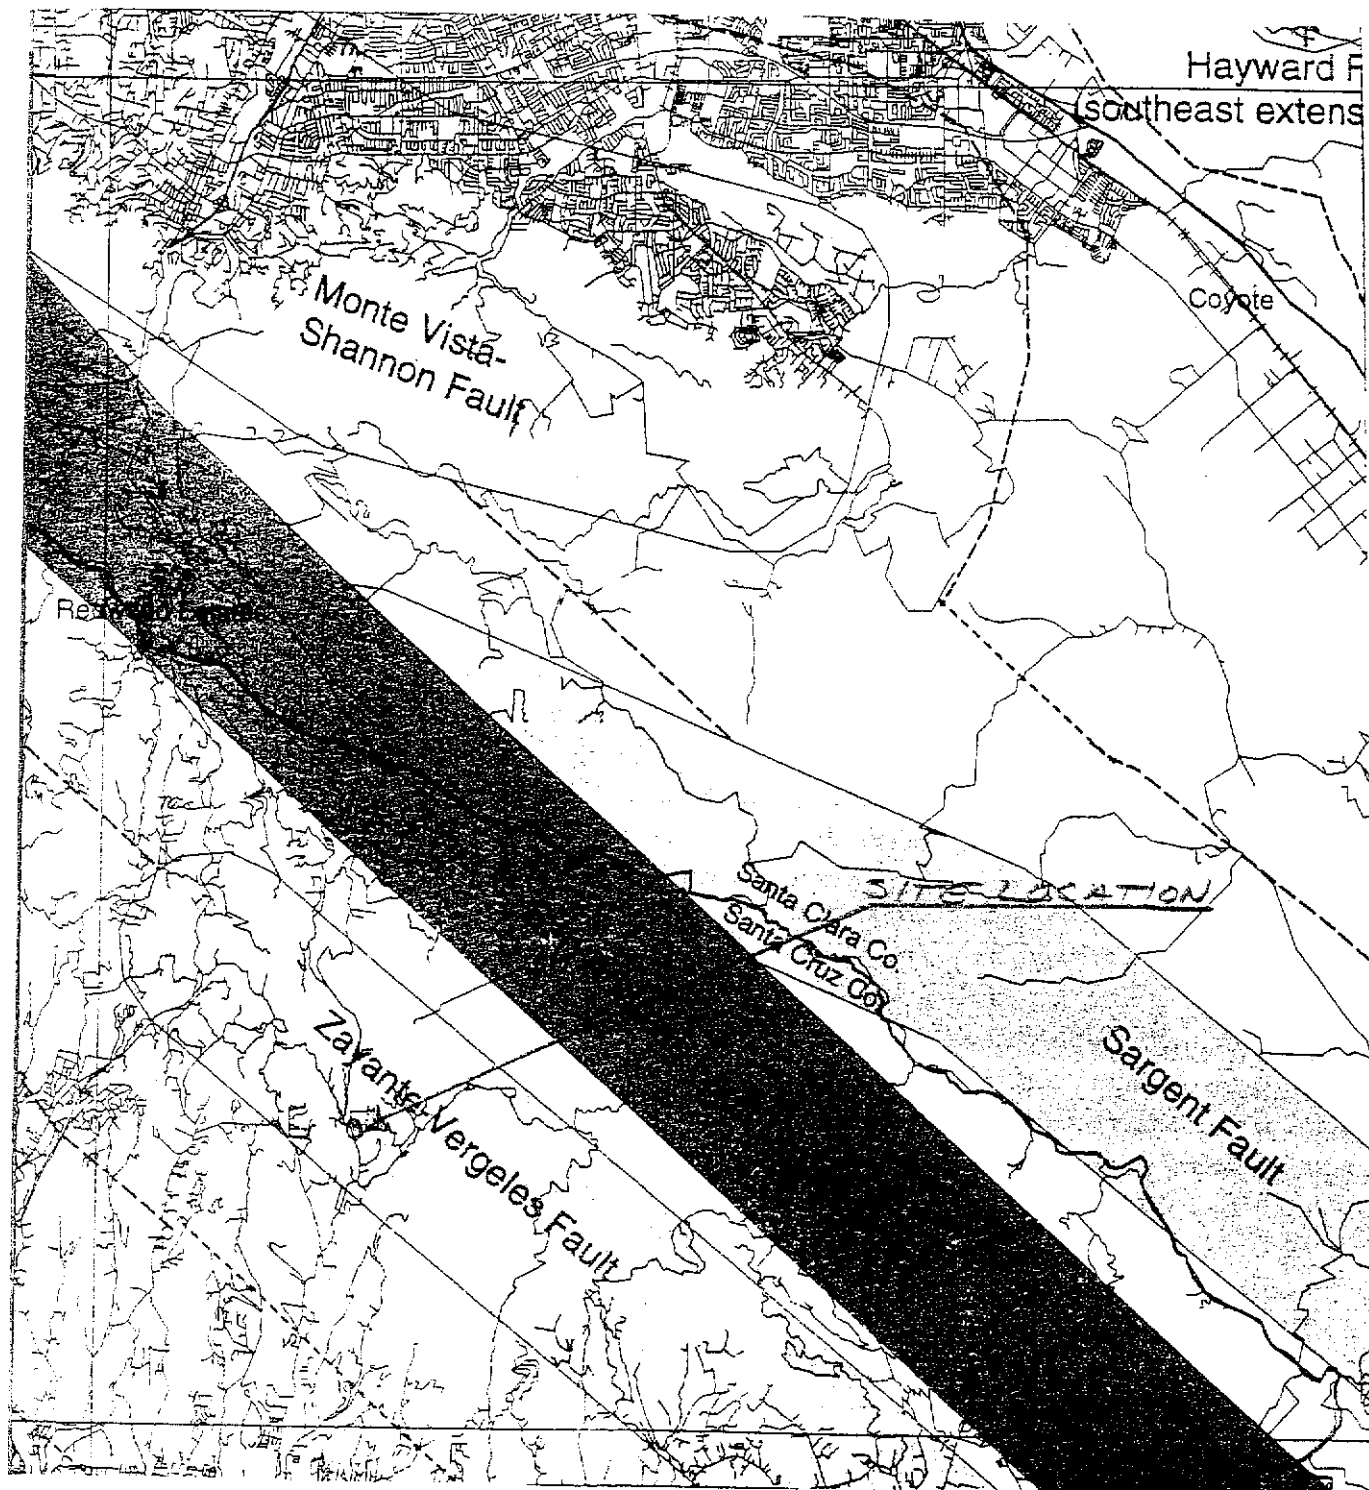 Hayward F
(southeast extens
Coyote
Monte Vista-
Shannon Fault
Santa Clara Co.
Santa Cruz Co.
SITE LOCATION
Sargent Fault
Zayante-Vergeles Fault